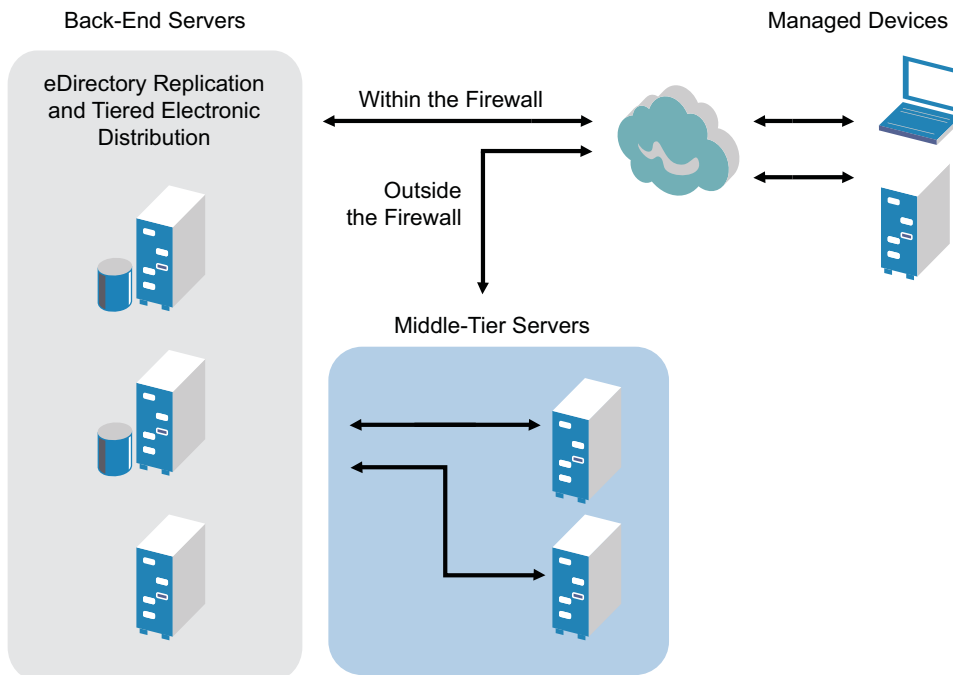 Back-End Servers
Managed Devices
eDirectory Replication
and Tiered Electronic
Distribution
Within the Firewall
Outside
the Firewall
Middle-Tier Servers